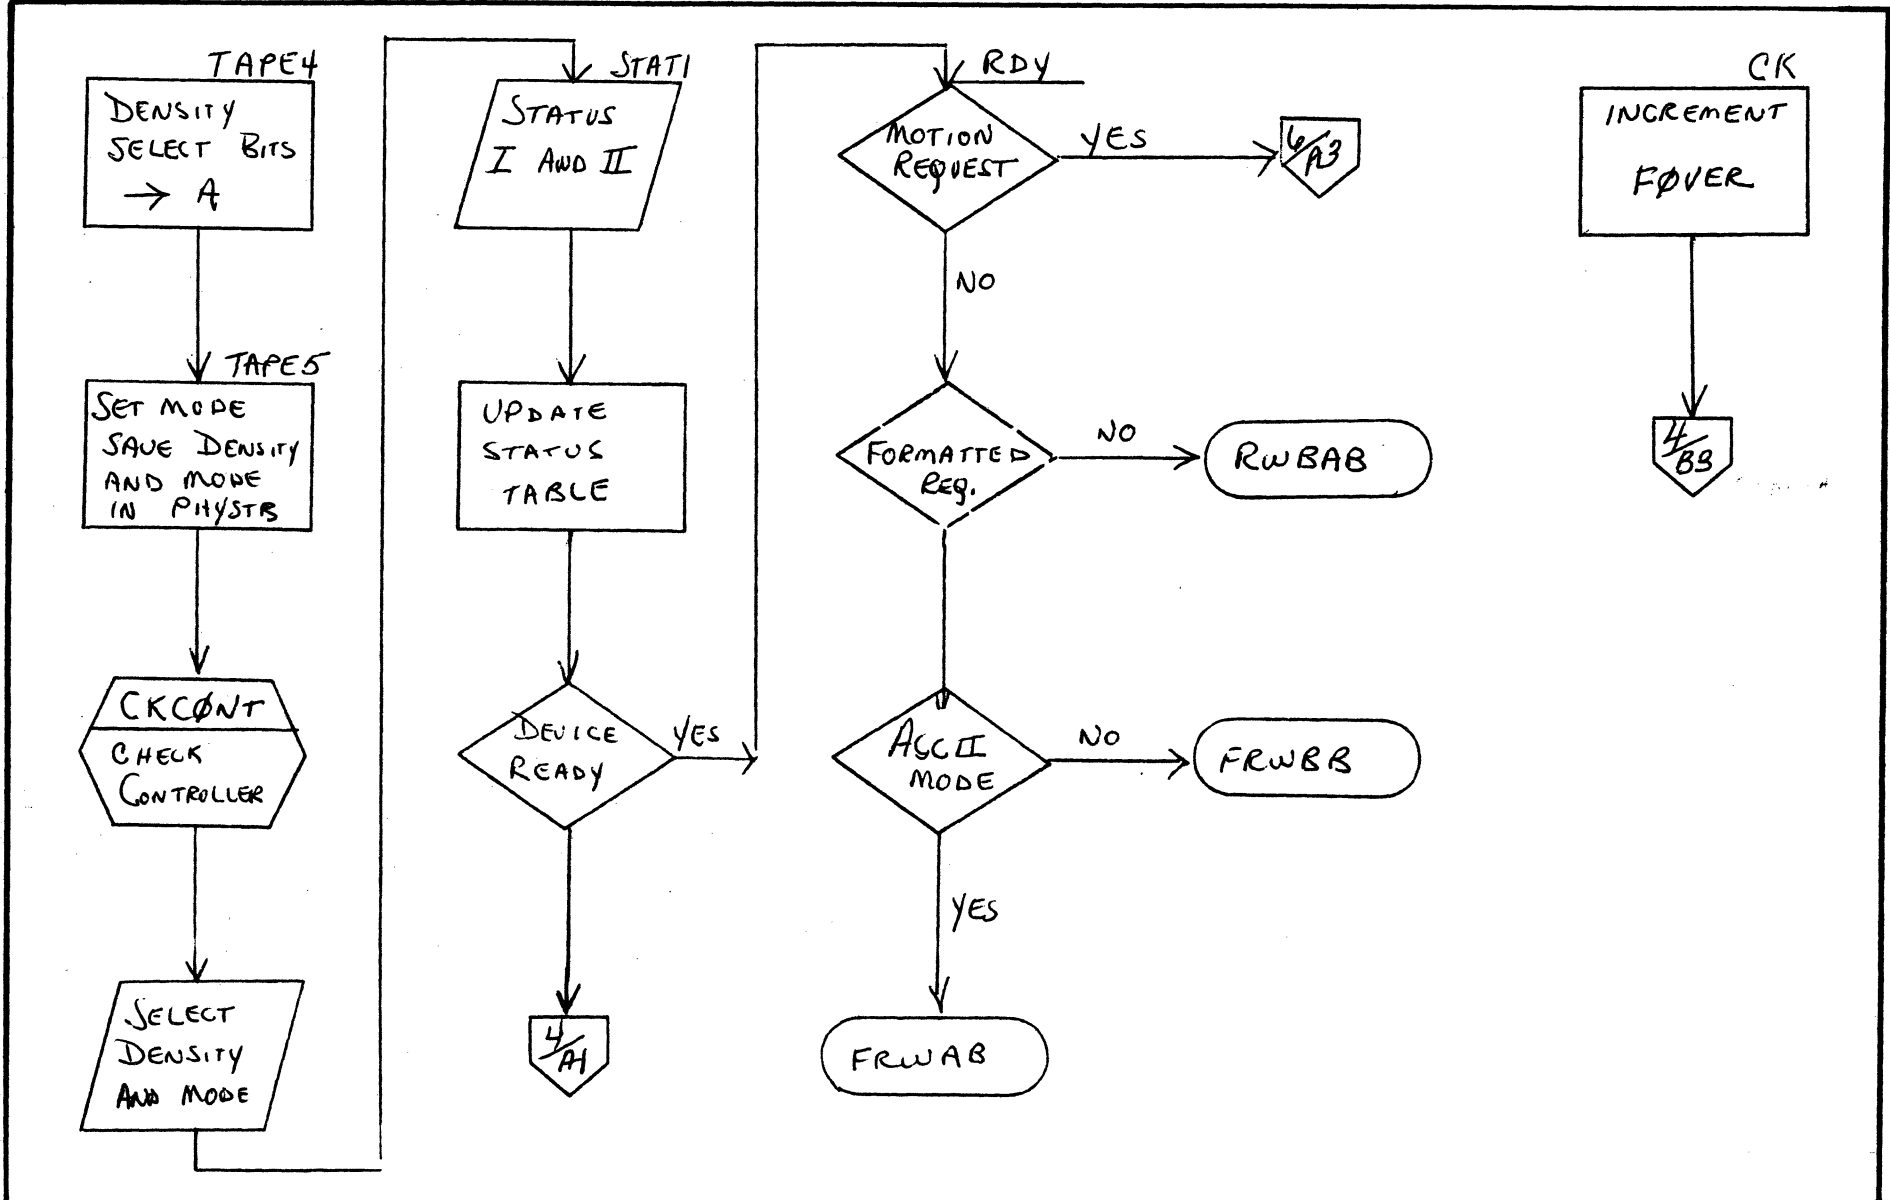 TAPE4
DENSITY
SELECT BITS
→ A
TAPE5
SET MODE
SAVE DENSITY
AND MODE
IN PHYSTB
CKCØNT
CHECK
CONTROLLER
SELECT
DENSITY
AND MODE
STAT1
STATUS
I AND II
UPDATE
STATUS
TABLE
DEVICE
READY
YES
4/A1
RDY
MOTION
REQUEST
YES
6/A3
NO
FORMATTED
REQ.
NO
RWBAB
ASCII
MODE
NO
FRWBB
YES
FRWAB
CK
INCREMENT
FØVER
4/B3